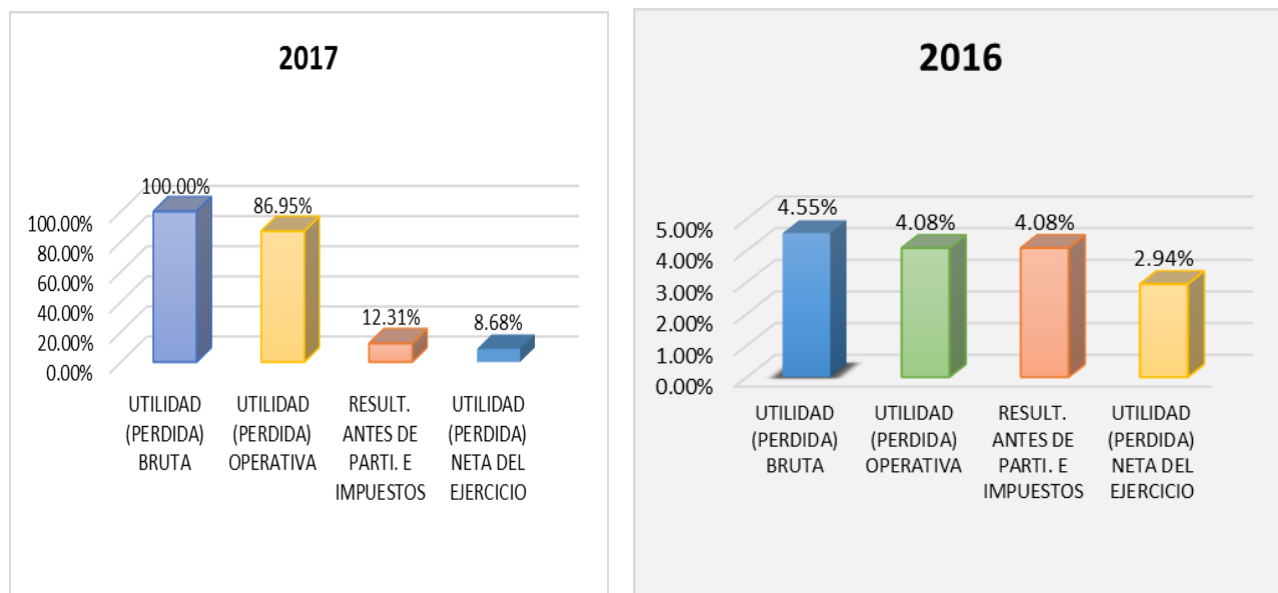 2017
100.00%
86.95%
12.31%
8.68%
100.00%
80.00%
60.00%
40.00%
20.00%
0.00%
UTILIDAD
(PERDIDA)
BRUTA
UTILIDAD
(PERDIDA)
OPERATIVA
RESULT.
ANTES DE
PARTI. E
IMPUESTOS
UTILIDAD
(PERDIDA)
NETA DEL
EJERCICIO
2016
4.55%
4.08%
4.08%
2.94%
5.00%
4.00%
3.00%
2.00%
1.00%
0.00%
UTILIDAD
(PERDIDA)
BRUTA
UTILIDAD
(PERDIDA)
OPERATIVA
RESULT.
ANTES DE
PARTI. E
IMPUESTOS
UTILIDAD
(PERDIDA)
NETA DEL
EJERCICIO